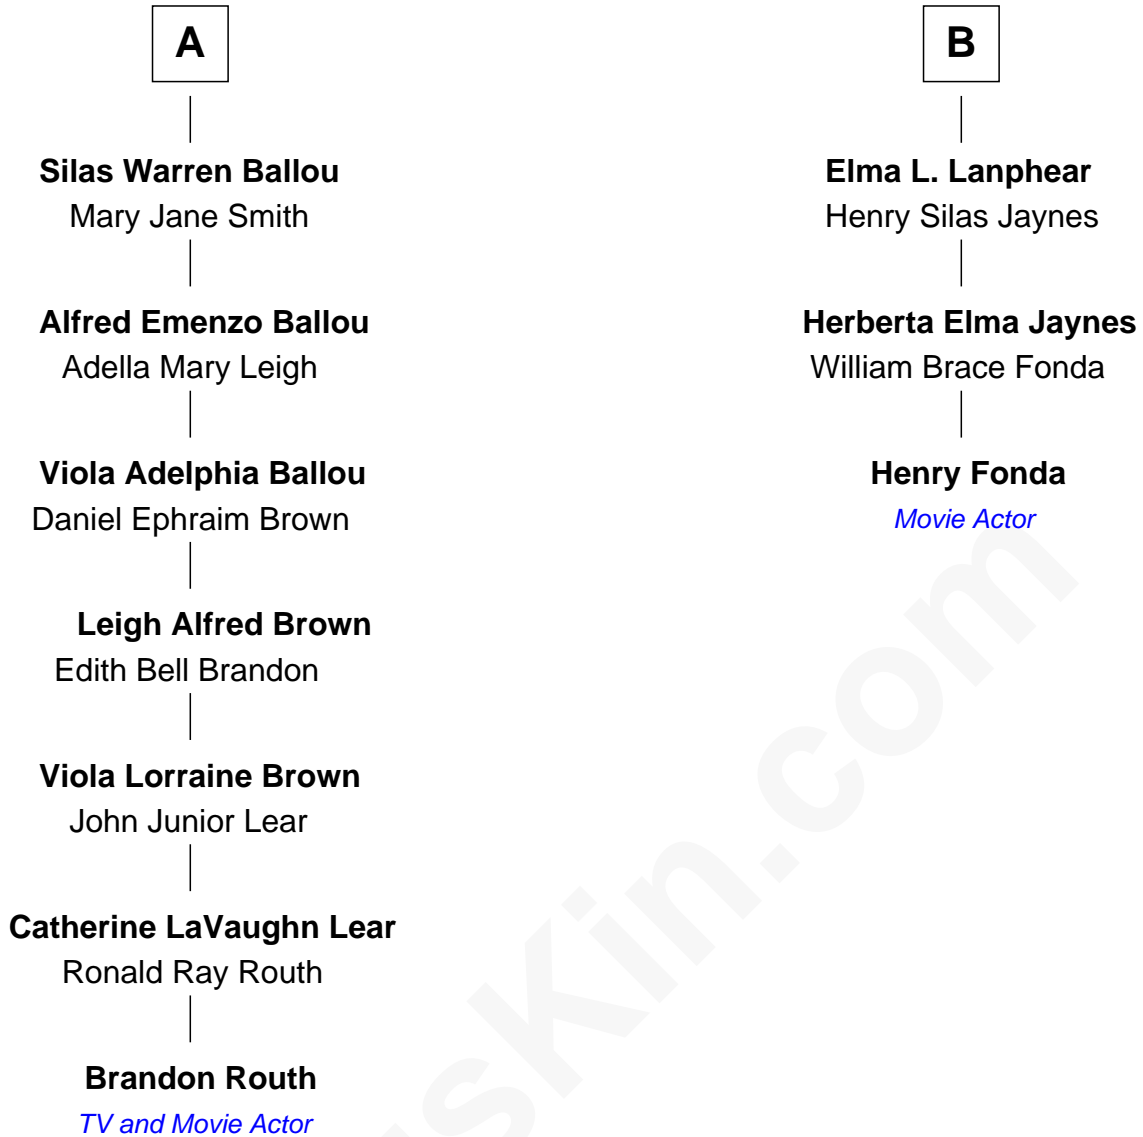 A
Silas Warren Ballou
Mary Jane Smith
Alfred Emenzo Ballou
Adella Mary Leigh
Viola Adelphia Ballou
Daniel Ephraim Brown
Leigh Alfred Brown
Edith Bell Brandon
Viola Lorraine Brown
John Junior Lear
Catherine LaVaughn Lear
Ronald Ray Routh
Brandon Routh
TV and Movie Actor
B
Elma L. Lanphear
Henry Silas Jaynes
Herberta Elma Jaynes
William Brace Fonda
Henry Fonda
Movie Actor